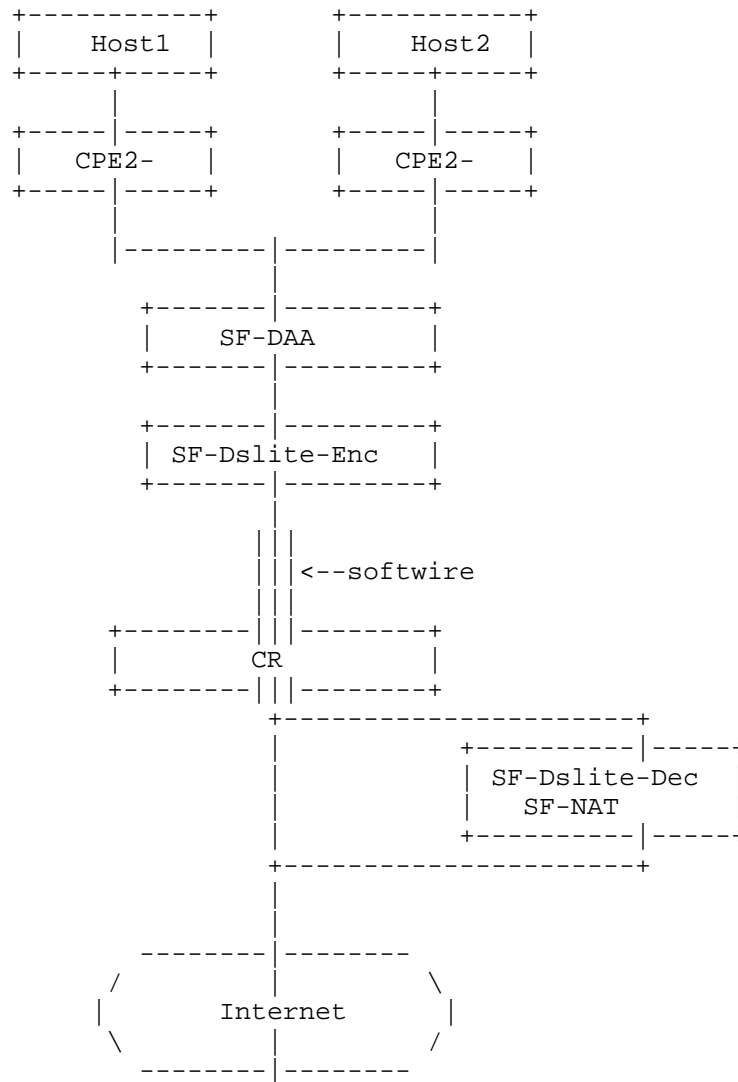 Host1 Host2
CPE2- CPE2-
SF-DAA
SF-Dslite-Enc
<--softwire
CR
SF-Dslite-Dec
SF-NAT
Internet